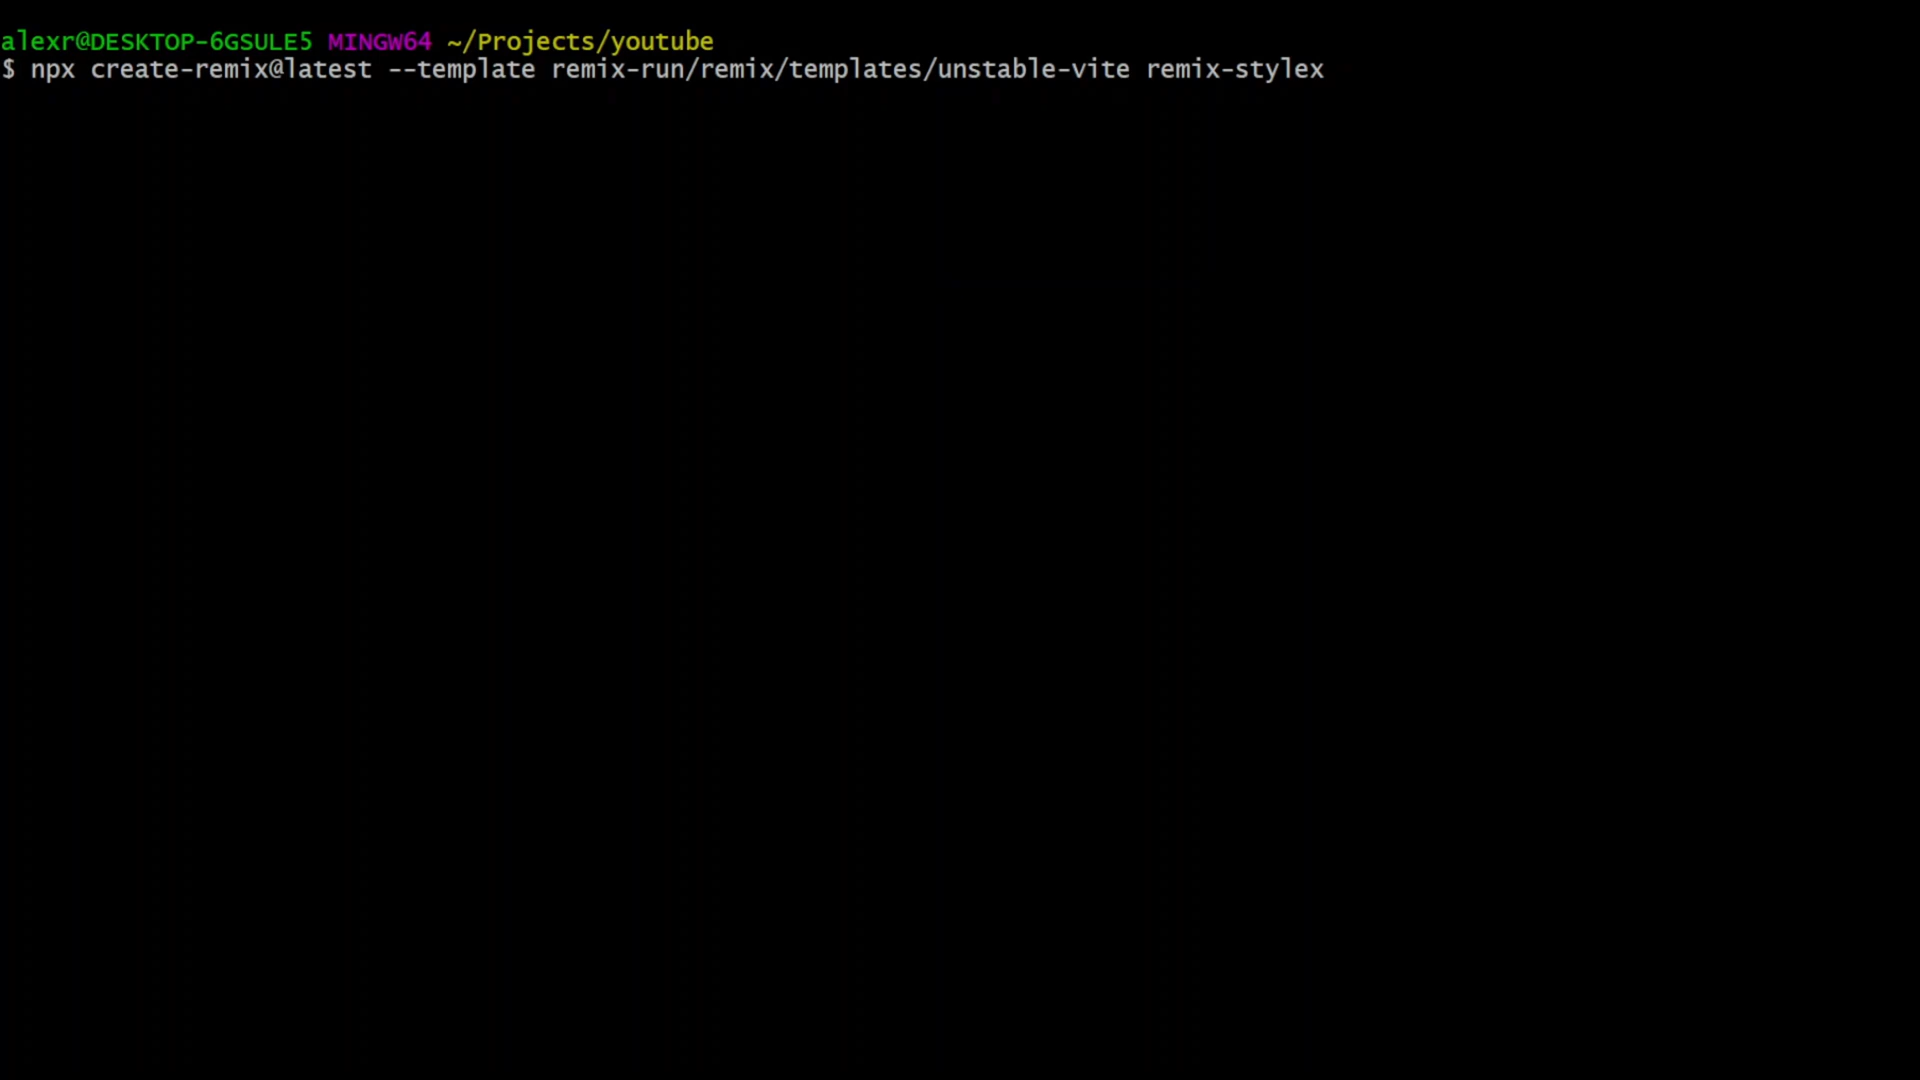 alexr@DESKTOP-6GSULE5 MINGW64 ~/Projects/youtube
$ npx create-remix@latest --template remix-run/remix/templates/unstable-vite remix-stylex